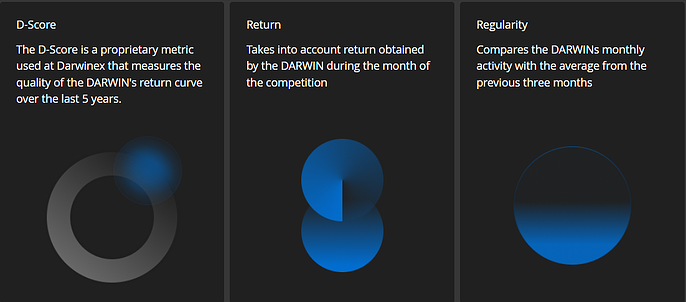 D-Score
The D-Score is a proprietary metric
used at Darwinex that measures the
quality of the DARWIN's return curve
over the last 5 years.
Return
Takes into account return obtained
by the DARWIN during the month of
the competition
Regularity
Compares the DARWINs monthly
activity with the average from the
previous three months